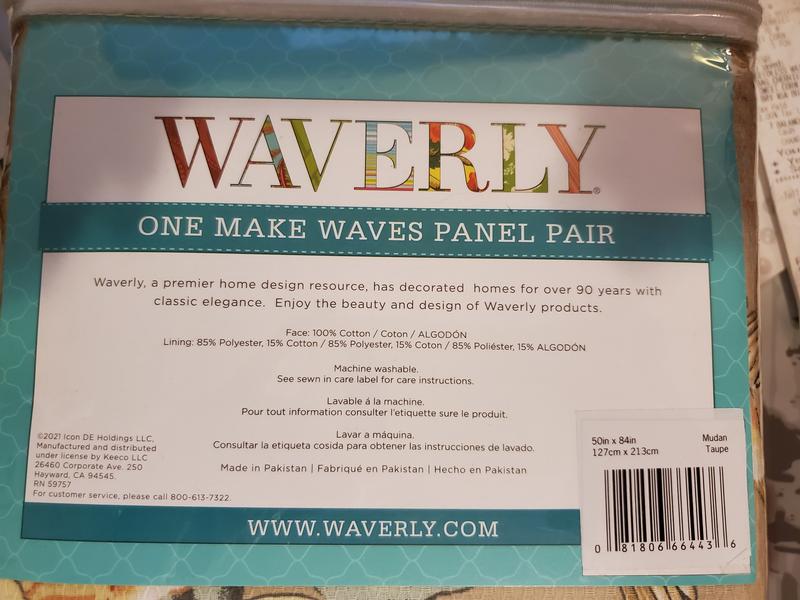 WAVERLY®
ONE MAKE WAVES PANEL PAIR
Waverly, a premier home design resource, has decorated homes for over 90 years with
classic elegance. Enjoy the beauty and design of Waverly products.
Face: 100% Cotton / Coton / ALGODÓN
Lining: 85% Polyester, 15% Cotton / 85% Polyester, 15% Coton / 85% Poliéster, 15% ALGODÓN
Machine washable.
See sewn in care label for care instructions.
Lavable á la machine.
Pour tout information consulter l'etiquette sure le produit.
Lavar a máquina.
Consultar la etiqueta cosida para obtener las instrucciones de lavado.
Made in Pakistan | Fabriqué en Pakistan | Hecho en Pakistan
©2021 Icon DE Holdings LLC,
Manufactured and distributed
under license by Keeco LLC
26460 Corporate Ave. 250
Hayward, CA 94545.
RN 59757
For customer service, please call 800-613-7322.
WWW.WAVERLY.COM
50in x 84in Mudan
127cm x 213cm Taupe
0 81806 66443 6